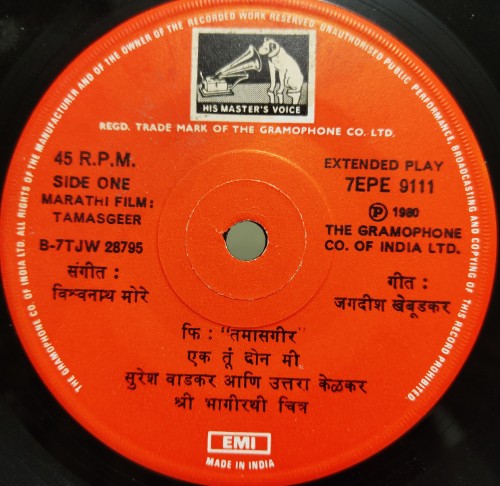 THE GRAMOPHONE CO. OF INDIA LTD. ALL RIGHTS OF THE MANUFACTURER AND OF THE OWNER OF THE RECORDED WORK RESERVED. UNAUTHORISED PUBLIC PERFORMANCE, BROADCASTING AND COPYING OF THIS RECORD PROHIBITED.
HIS MASTER'S VOICE
REGD. TRADE MARK OF THE GRAMOPHONE CO. LTD.
45 R.P.M.
SIDE ONE
MARATHI FILM:
TAMASGEER
B-7TJW 28795
EXTENDED PLAY
7EPE 9111
Ⓟ 1980
THE GRAMOPHONE
CO. OF INDIA LTD.
संगीत :
विश्वनाथ मोरे
गीत :
जगदीश खेबूडकर
फि : "तमासगीर"
एक तूं दोन मी
सुरेश वाडकर आणि उत्तरा केळकर
श्री भागीरथी चित्र
EMI
MADE IN INDIA